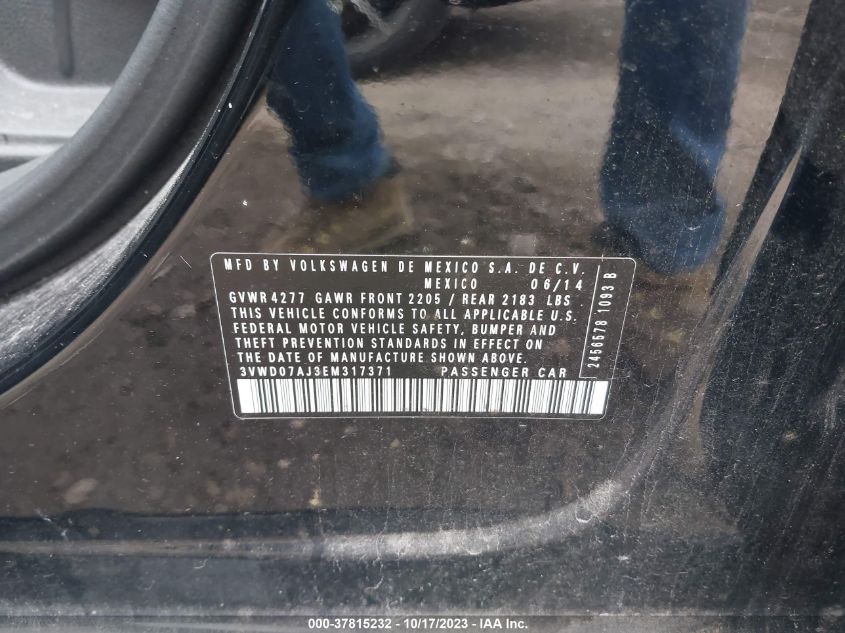 MFD BY VOLKSWAGEN DE MEXICO S.A. DE C.V.
MEXICO 06/14
GVWR 4277 GAWR FRONT 2205 / REAR 2183 LBS
THIS VEHICLE CONFORMS TO ALL APPLICABLE U.S.
FEDERAL MOTOR VEHICLE SAFETY, BUMPER AND
THEFT PREVENTION STANDARDS IN EFFECT ON
THE DATE OF MANUFACTURE SHOWN ABOVE.
3VWD07AJ3EM317371 PASSENGER CAR
2456678 1093 B
000-37815232 - 10/17/2023 - Copyright © 2023 IAA, Inc.